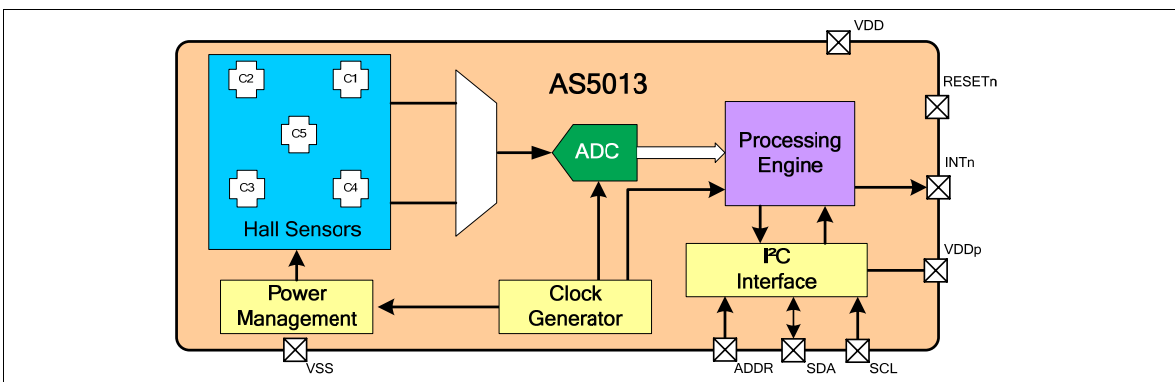 VDD
AS5013
C2
C1
RESETn
C5
ADC
Processing
Engine
INTn
C3
C4
Hall Sensors
I²C
Interface
VDDp
Power
Management
Clock
Generator
VSS
ADDR
SDA
SCL